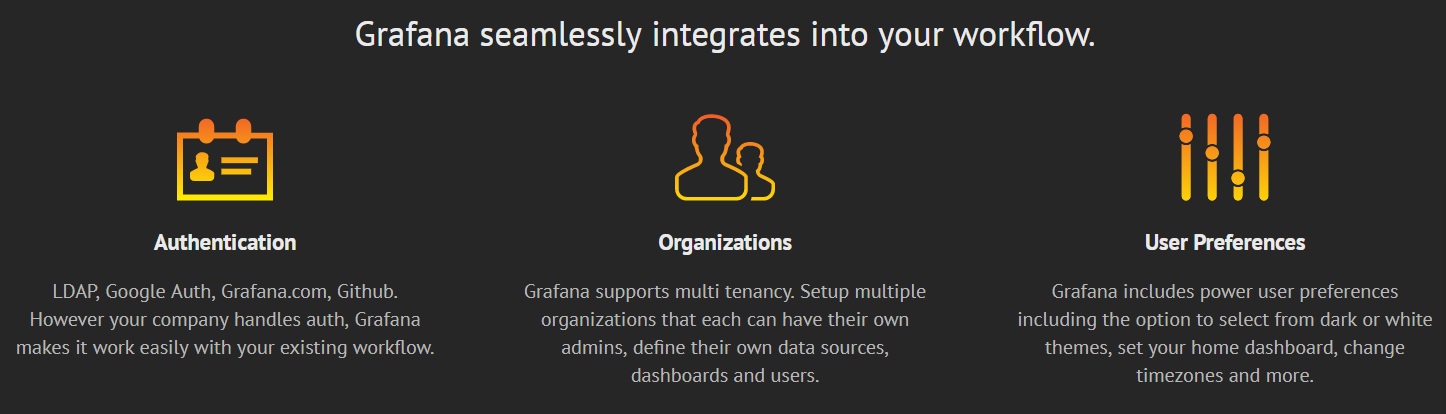 Grafana seamlessly integrates into your workflow.
Authentication
LDAP, Google Auth, Grafana.com, Github.
However your company handles auth, Grafana
makes it work easily with your existing workflow.
Organizations
Grafana supports multi tenancy. Setup multiple
organizations that each can have their own
admins, define their own data sources,
dashboards and users.
User Preferences
Grafana includes power user preferences
including the option to select from dark or white
themes, set your home dashboard, change
timezones and more.